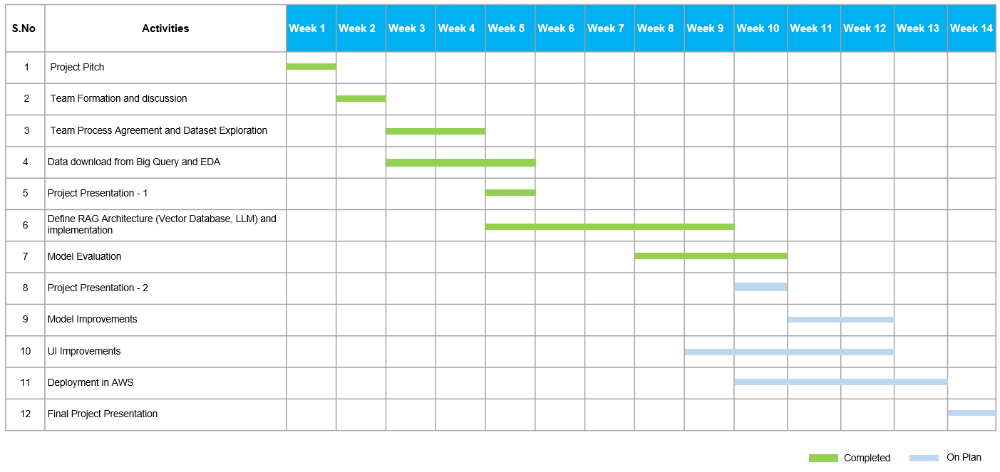 S.No Activities Week 1 Week 2 Week 3 Week 4 Week 5 Week 6 Week 7 Week 8 Week 9 Week 10 Week 11 Week 12 Week 13 Week 14
1 Project Pitch
2 Team Formation and discussion
3 Team Process Agreement and Dataset Exploration
4 Data download from Big Query and EDA
5 Project Presentation - 1
6 Define RAG Architecture (Vector Database, LLM) and
implementation
7 Model Evaluation
8 Project Presentation - 2
9 Model Improvements
10 UI Improvements
11 Deployment in AWS
12 Final Project Presentation
Completed On Plan